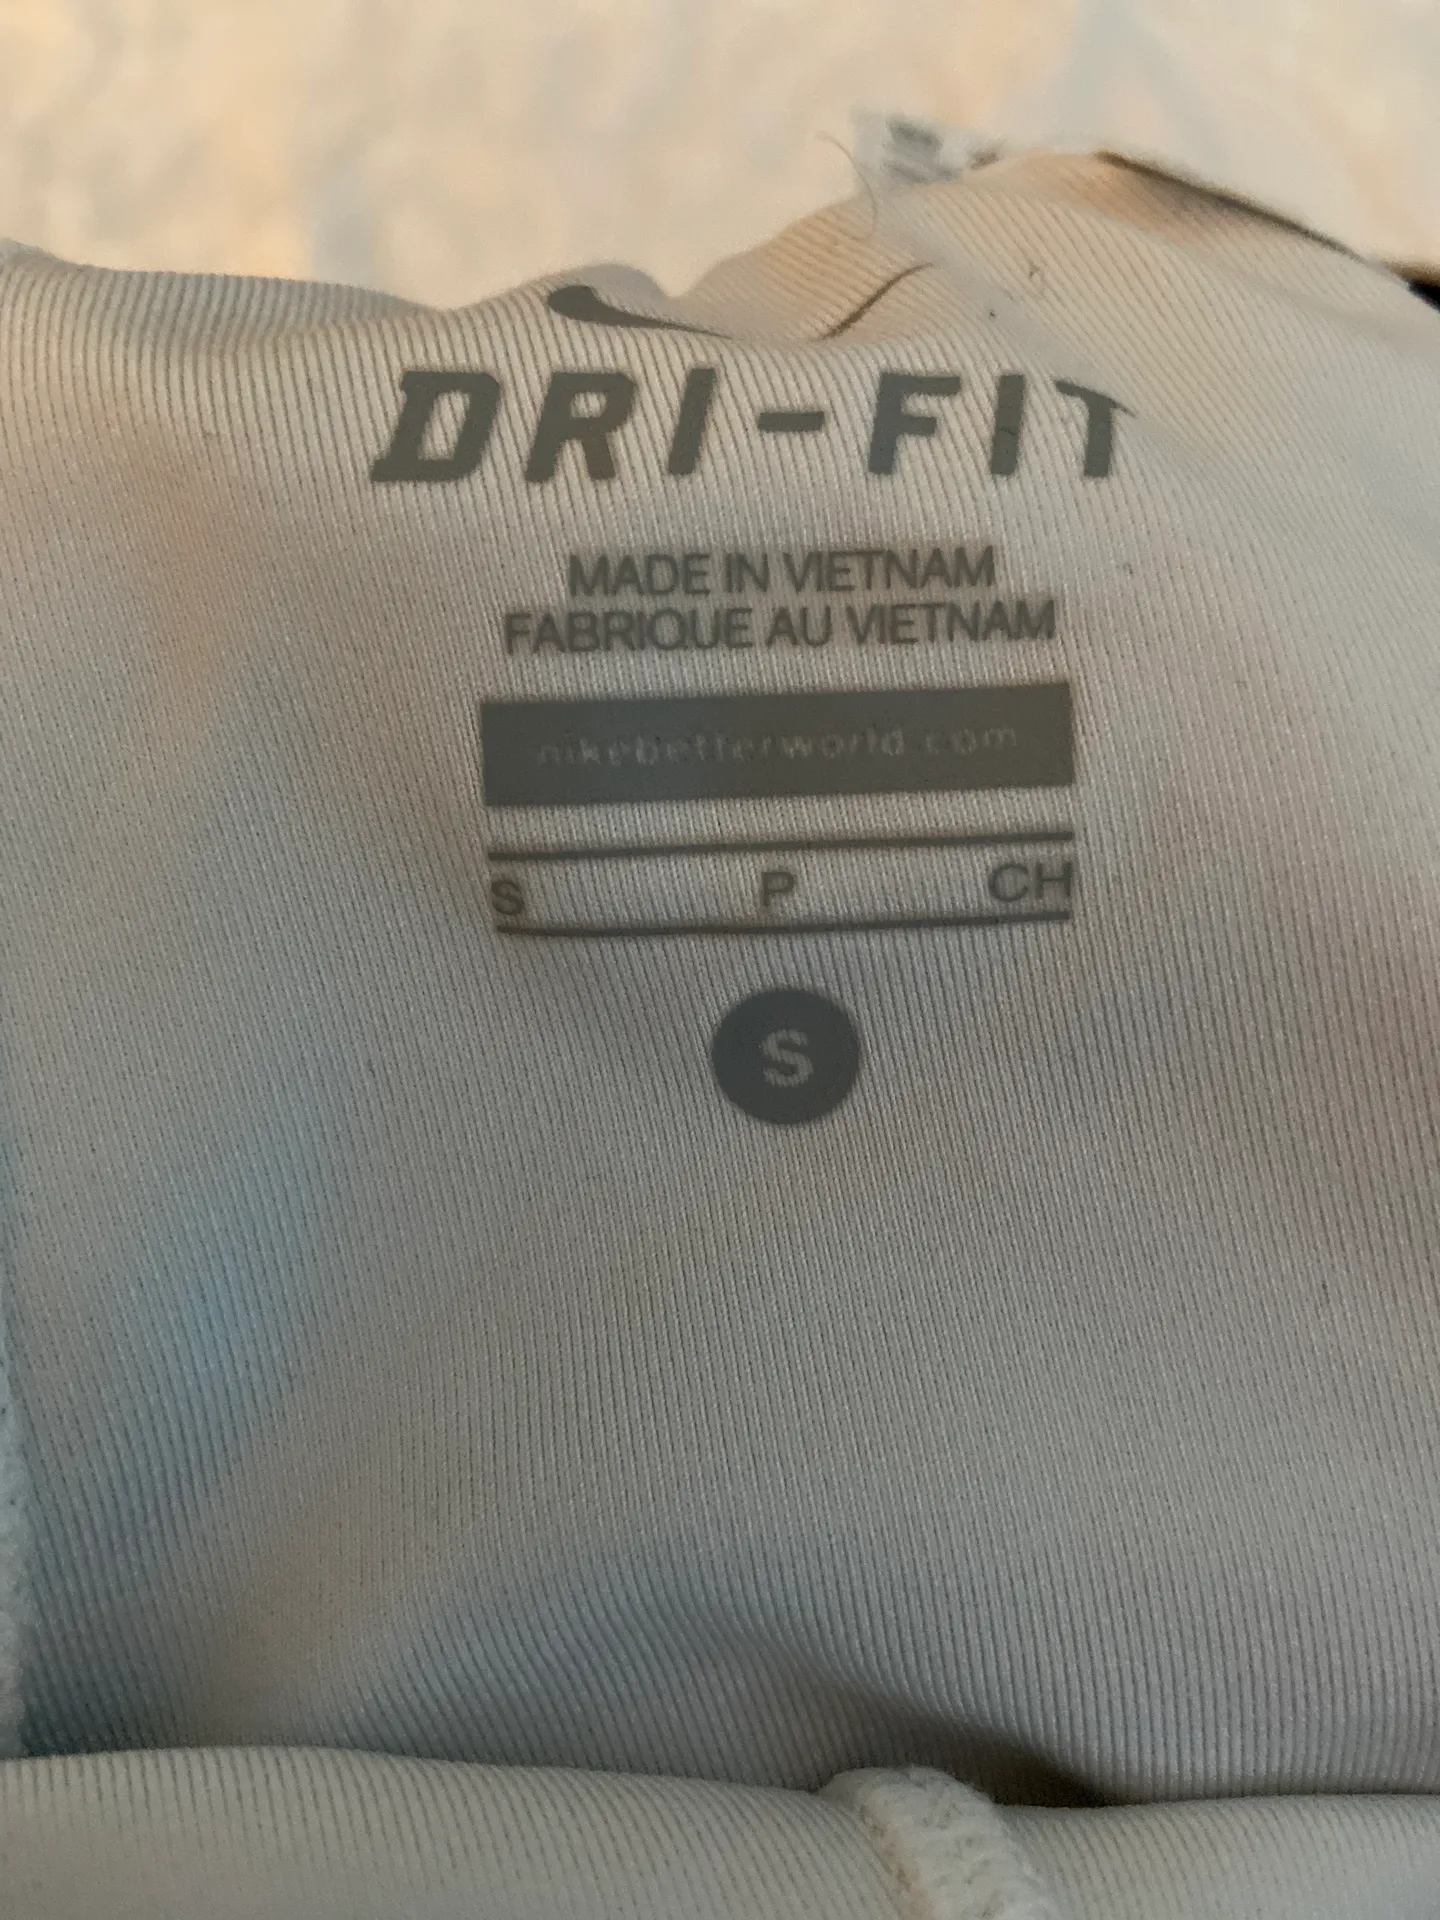 DRI-FIT
MADE IN VIETNAM
FABRIQUE AU VIETNAM
nikebetterworld.com
S P CH
S